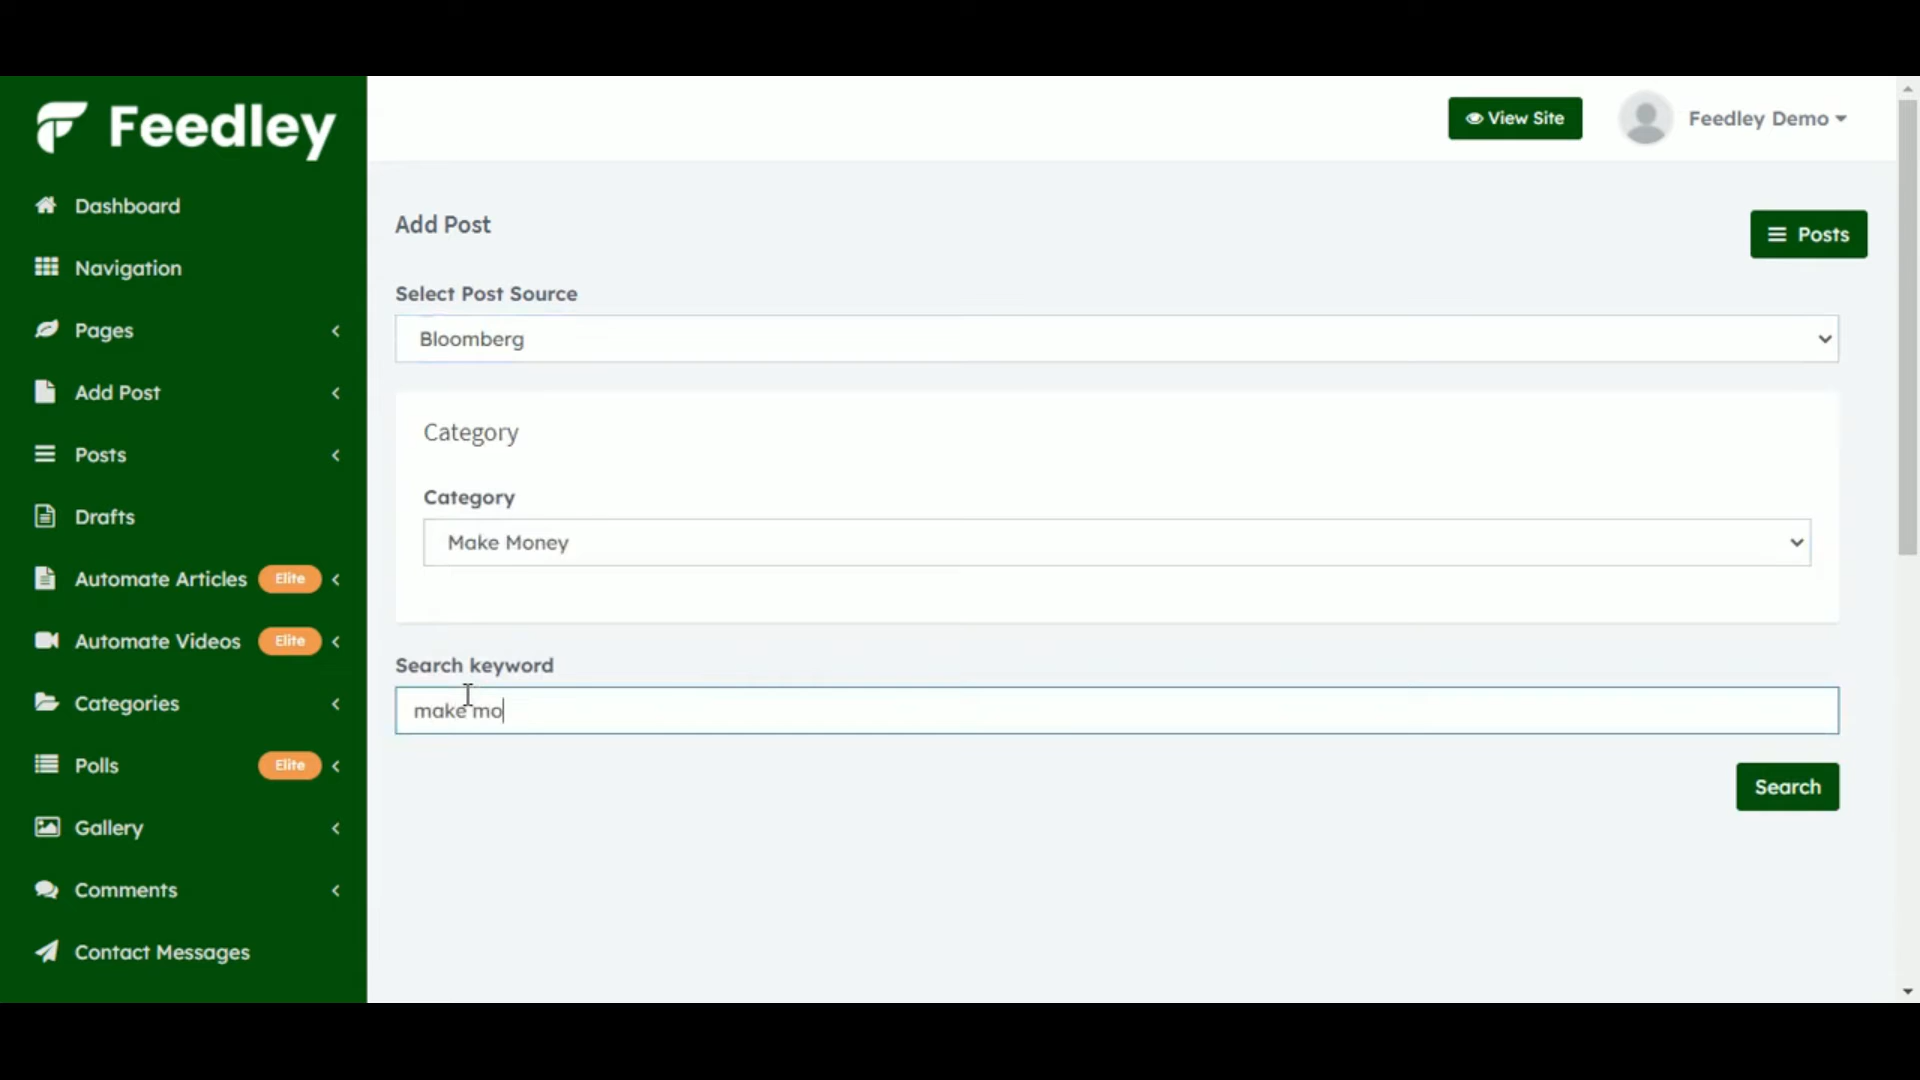 Feedley
View Site
Feedley Demo
Dashboard
Navigation
Pages
Add Post
Posts
Drafts
Automate Articles Elite
Automate Videos Elite
Categories
Polls Elite
Gallery
Comments
Contact Messages
Add Post
Posts
Select Post Source
Bloomberg
Category
Category
Make Money
Search keyword
make mo
Search